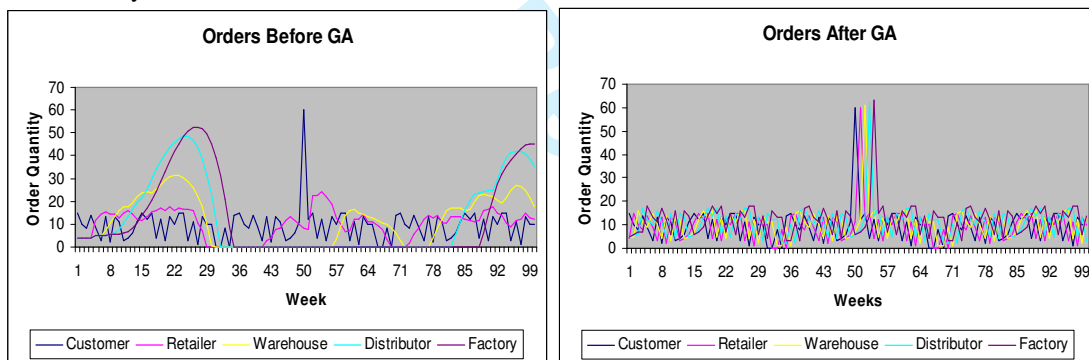 Orders Before GA
70
60
50
40
30
20
10
0
Order Quantity
1 8 15 22 29 36 43 50 57 64 71 78 85 92 99
Week
Customer Retailer Warehouse Distributor Factory
Orders After GA
70
60
50
40
30
20
10
0
Order Quantity
1 8 15 22 29 36 43 50 57 64 71 78 85 92 99
Weeks
Customer Retailer Warehouse Distributor Factory